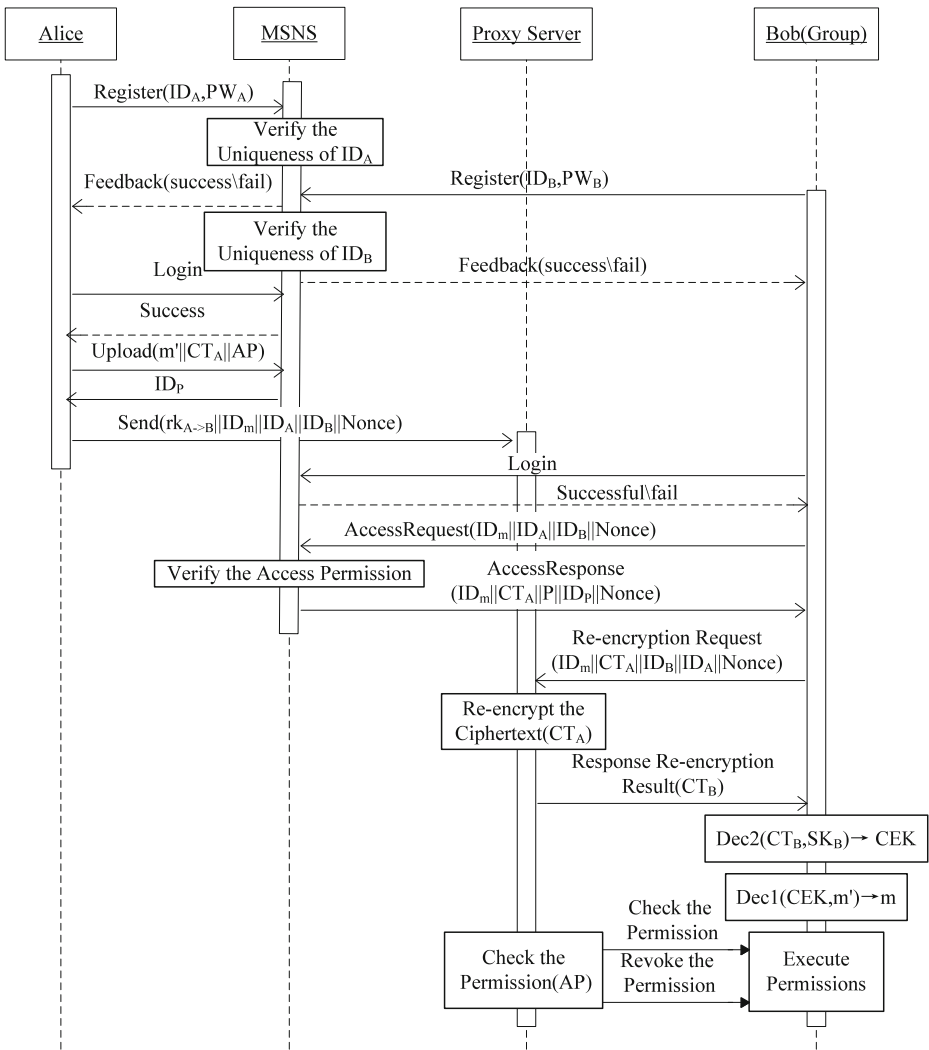 Alice
MSNS
Proxy Server
Bob(Group)
Register(ID_A,PW_A)
Verify the
Uniqueness of ID_A
Feedback(success\fail)
Register(ID_B,PW_B)
Verify the
Uniqueness of ID_B
Feedback(success\fail)
Login
Success
Upload(m'||CT_A||AP)
ID_P
Send(rk_A->B||ID_m||ID_A||ID_B||Nonce)
Login
Successful\fail
AccessRequest(ID_m||ID_A||ID_B||Nonce)
Verify the Access Permission
AccessResponse
(ID_m||CT_A||P||ID_P||Nonce)
Re-encryption Request
(ID_m||CT_A||ID_B||ID_A||Nonce)
Re-encrypt the
Ciphertext(CT_A)
Response Re-encryption
Result(CT_B)
Dec2(CT_B,SK_B)→ CEK
Dec1(CEK,m')→m
Check the
Permission
Check the
Permission(AP)
Revoke the
Permission
Execute
Permissions